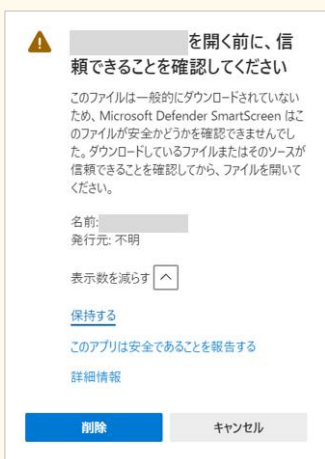 を開く前に、信
頼できることを確認してください
このファイルは一般的にダウンロードされていない
ため、Microsoft Defender SmartScreen はこ
のファイルが安全かどうかを確認できませんでし
た。ダウンロードしているファイルまたはそのソースが
信頼できることを確認してから、ファイルを開いて
ください。
名前:
発行元: 不明
表示数を減らす
保持する
このアプリは安全であることを報告する
詳細情報
削除
キャンセル